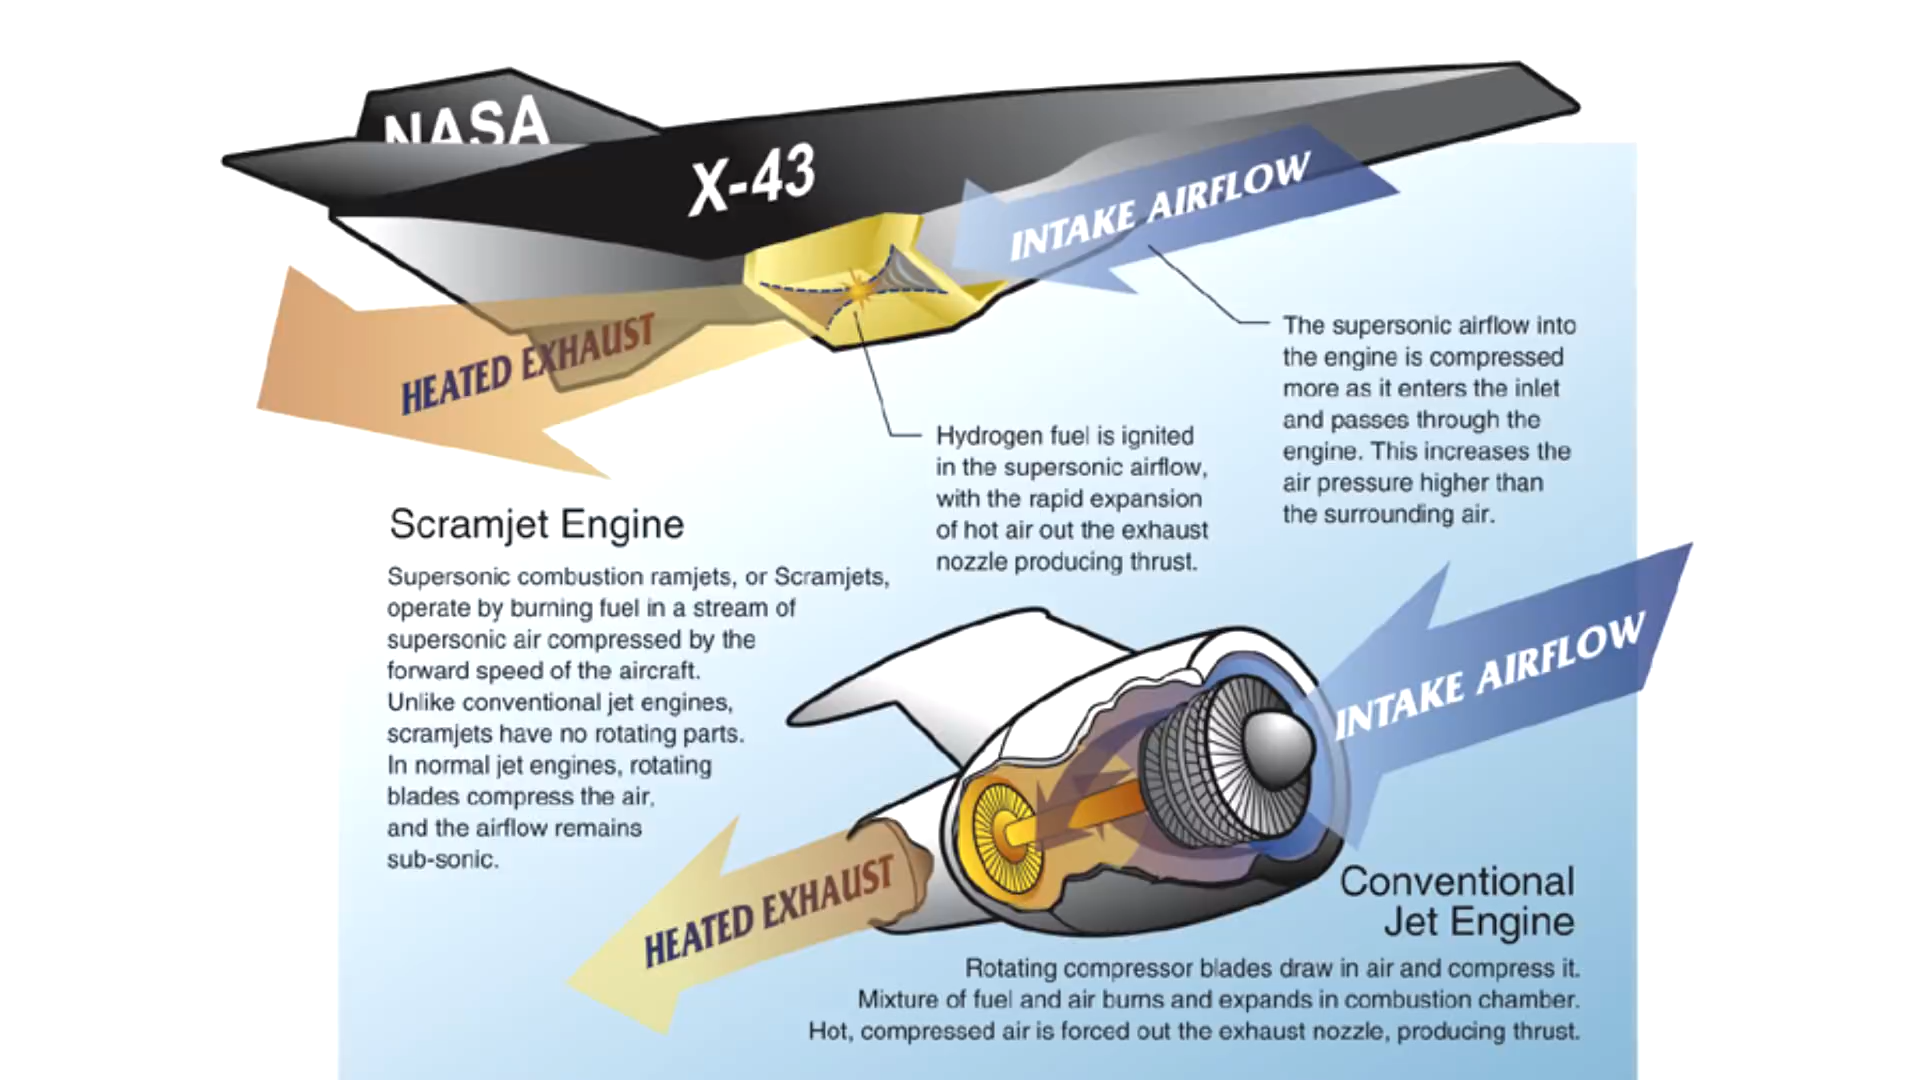 NASA
X-43
INTAKE AIRFLOW
HEATED EXHAUST
The supersonic airflow into
the engine is compressed
more as it enters the inlet
and passes through the
engine. This increases the
air pressure higher than
the surrounding air.
Hydrogen fuel is ignited
in the supersonic airflow,
with the rapid expansion
of hot air out the exhaust
nozzle producing thrust.
Scramjet Engine
Supersonic combustion ramjets, or Scramjets,
operate by burning fuel in a stream of
supersonic air compressed by the
forward speed of the aircraft.
Unlike conventional jet engines,
scramjets have no rotating parts.
In normal jet engines, rotating
blades compress the air,
and the airflow remains
sub-sonic.
INTAKE AIRFLOW
HEATED EXHAUST
Conventional
Jet Engine
Rotating compressor blades draw in air and compress it.
Mixture of fuel and air burns and expands in combustion chamber.
Hot, compressed air is forced out the exhaust nozzle, producing thrust.